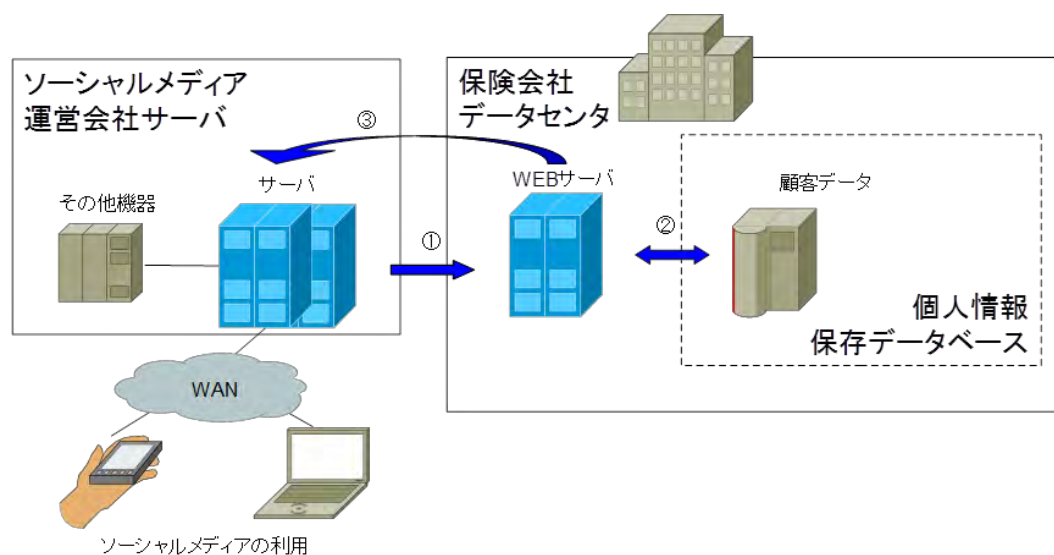 ソーシャルメディア
運営会社サーバ
保険会社
データセンタ
③
サーバ
WEBサーバ
顧客データ
その他機器
①
②
個人情報
保存データベース
WAN
ソーシャルメディアの利用